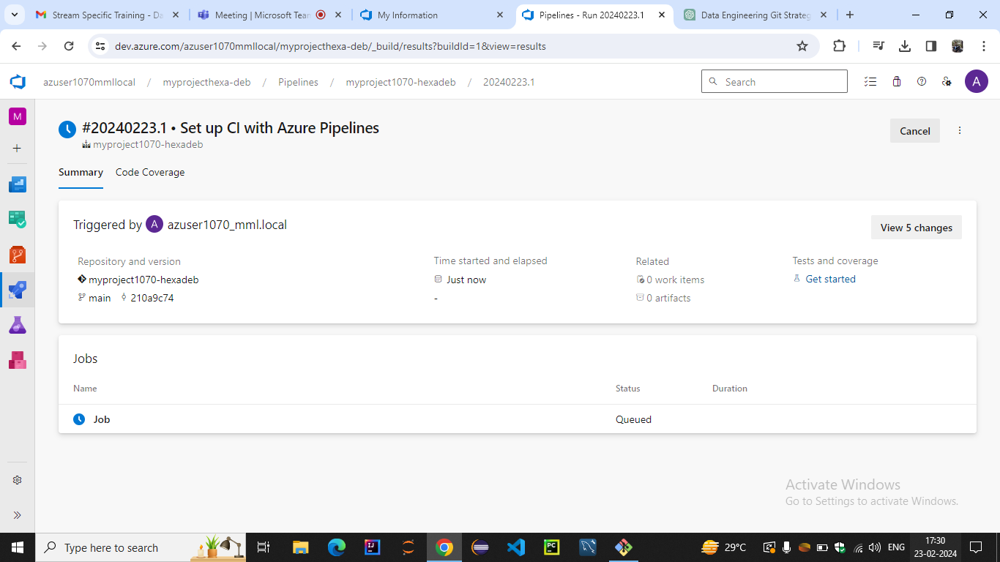 Stream Specific Training - Da
Meeting | Microsoft Team
My Information
Pipelines - Run 20240223.1
Data Engineering Git Strateg
dev.azure.com/azuser1070mmllocal/myprojecthexa-deb/_build/results?buildId=1&view=results
azuser1070mmllocal / myprojecthexa-deb / Pipelines / myproject1070-hexadeb / 20240223.1
Search
A
M
#20240223.1 • Set up CI with Azure Pipelines
myproject1070-hexadeb
Cancel
Summary Code Coverage
Triggered by A azuser1070_mml.local
View 5 changes
Repository and version
myproject1070-hexadeb
main 210a9c74
Time started and elapsed
Just now
-
Related
0 work items
0 artifacts
Tests and coverage
Get started
Jobs
Name Status Duration
Job Queued
Activate Windows
Go to Settings to activate Windows.
Type here to search
IJ
PC
29°C
ENG
17:30
23-02-2024